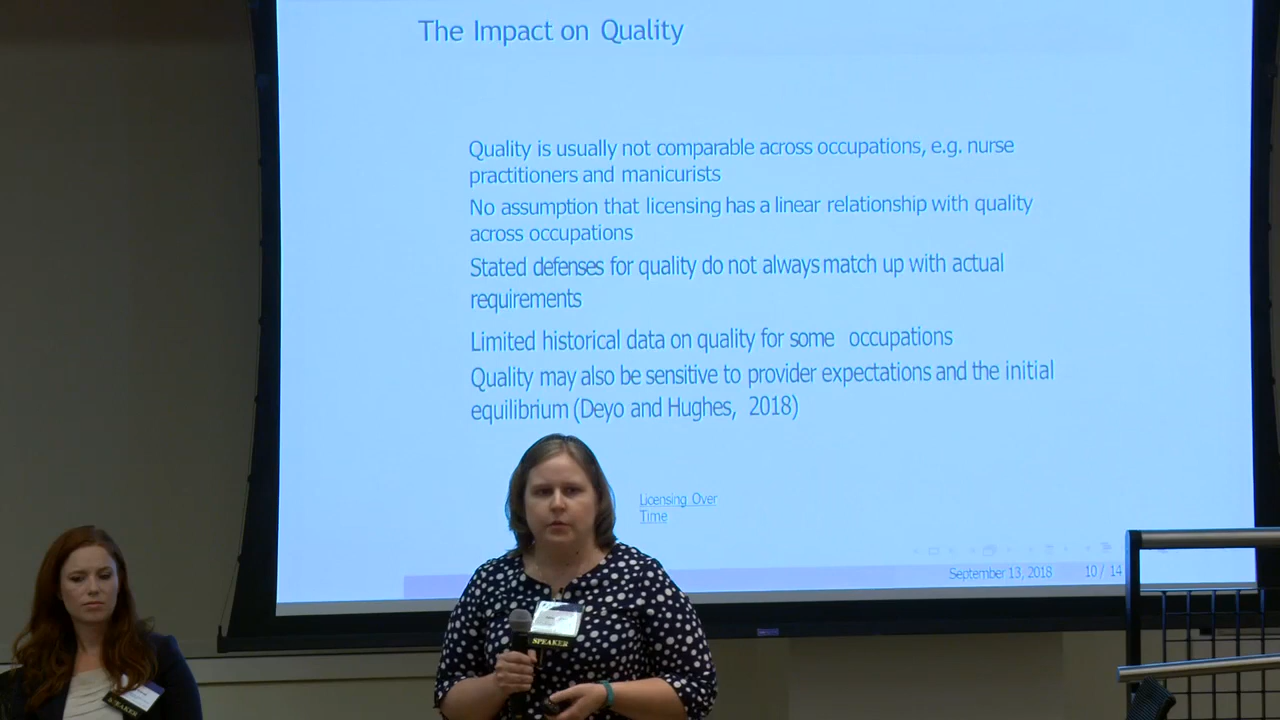 The Impact on Quality
Quality is usually not comparable across occupations, e.g. nurse
practitioners and manicurists
No assumption that licensing has a linear relationship with quality
across occupations
Stated defenses for quality do not always match up with actual
requirements
Limited historical data on quality for some occupations
Quality may also be sensitive to provider expectations and the initial
equilibrium (Deyo and Hughes, 2018)
Licensing Over
Time
September 13, 2018 10 / 14
SPEAKER
SPEAKER